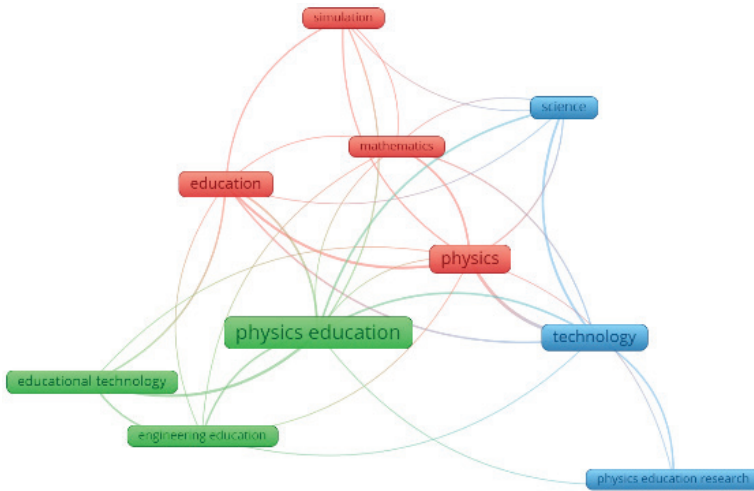 simulation
science
mathematics
education
physics
physics education
technology
educational technology
engineering education
physics education research